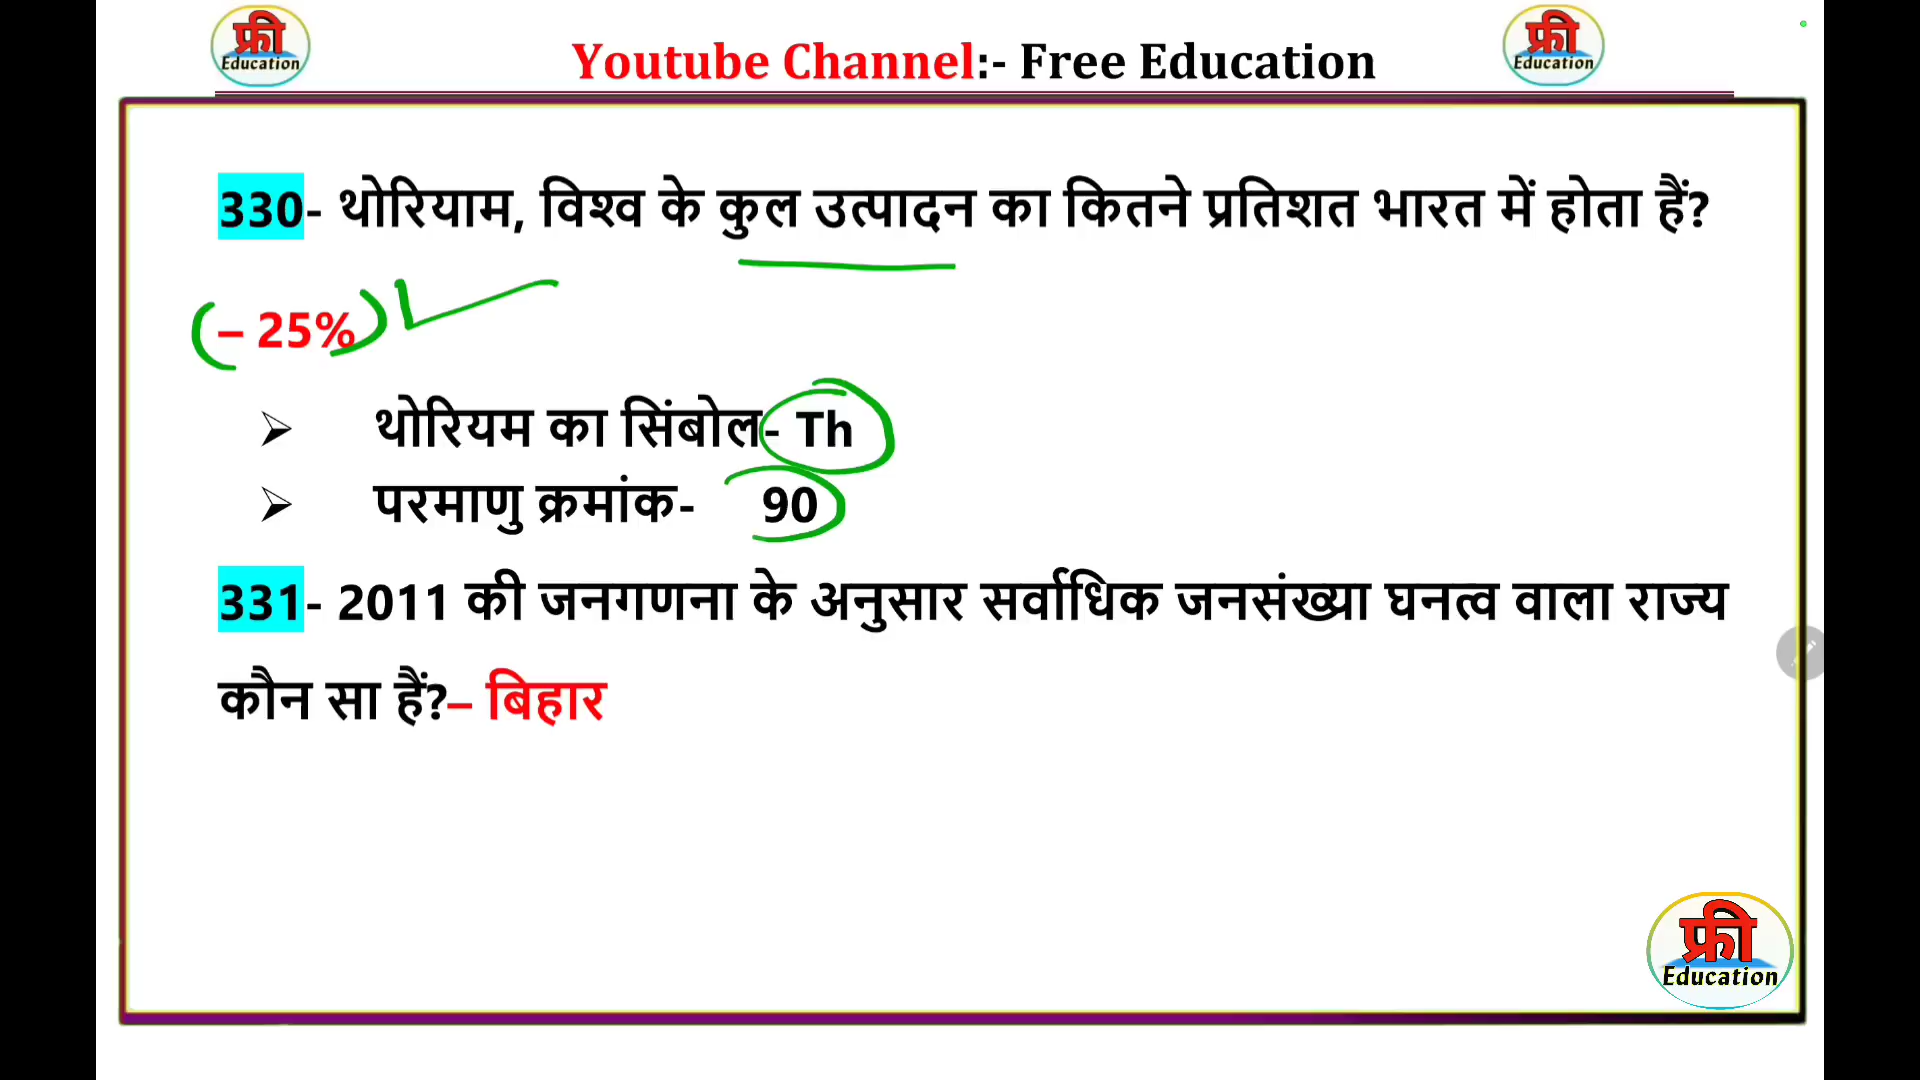 फ्री
Education
Youtube Channel:- Free Education
फ्री
Education
330- थोरियाम, विश्व के कुल उत्पादन का कितने प्रतिशत भारत में होता हैं?
– 25%
➢ थोरियम का सिंबोल- Th
➢ परमाणु क्रमांक- 90
331- 2011 की जनगणना के अनुसार सर्वाधिक जनसंख्या घनत्व वाला राज्य
कौन सा हैं?– बिहार
फ्री
Education